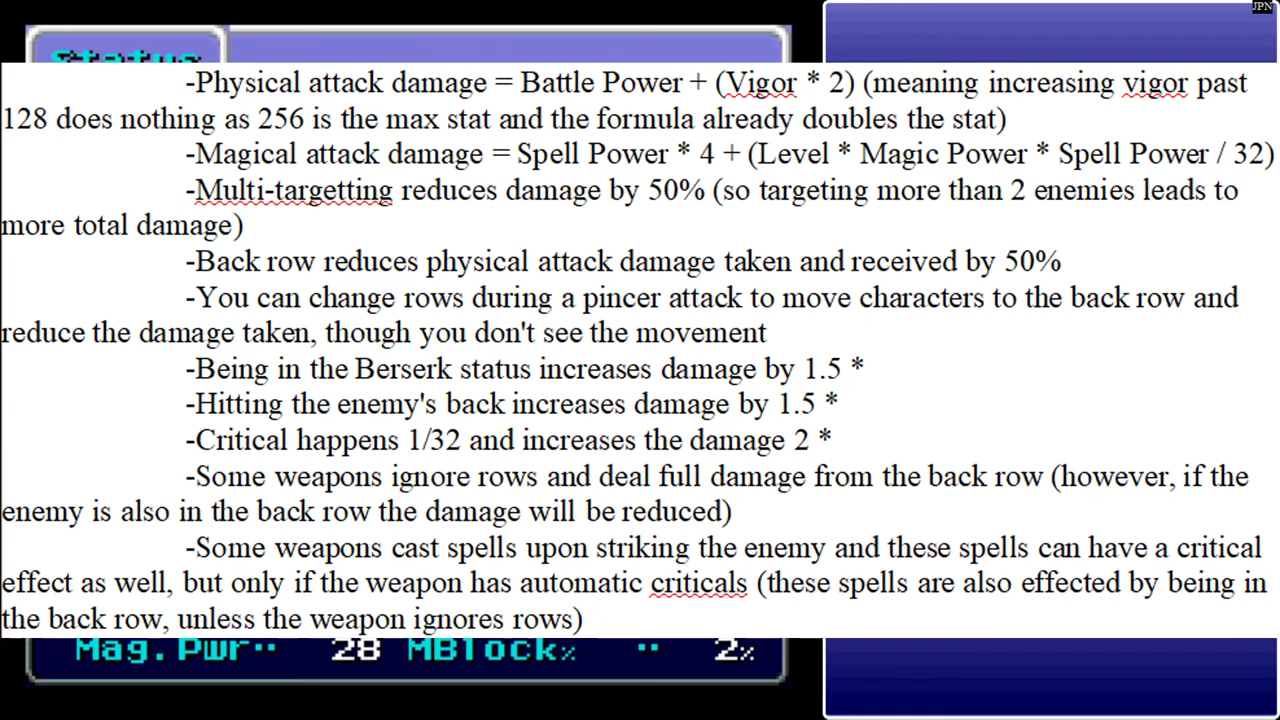 JPN
Status
-Physical attack damage = Battle Power + (Vigor * 2) (meaning increasing vigor past
128 does nothing as 256 is the max stat and the formula already doubles the stat)
-Magical attack damage = Spell Power * 4 + (Level * Magic Power * Spell Power / 32)
-Multi-targetting reduces damage by 50% (so targeting more than 2 enemies leads to
more total damage)
-Back row reduces physical attack damage taken and received by 50%
-You can change rows during a pincer attack to move characters to the back row and
reduce the damage taken, though you don't see the movement
-Being in the Berserk status increases damage by 1.5 *
-Hitting the enemy's back increases damage by 1.5 *
-Critical happens 1/32 and increases the damage 2 *
-Some weapons ignore rows and deal full damage from the back row (however, if the
enemy is also in the back row the damage will be reduced)
-Some weapons cast spells upon striking the enemy and these spells can have a critical
effect as well, but only if the weapon has automatic criticals (these spells are also effected by being in
the back row, unless the weapon ignores rows)
Mag.Pwr·· 28 MBlock% ·· 2%